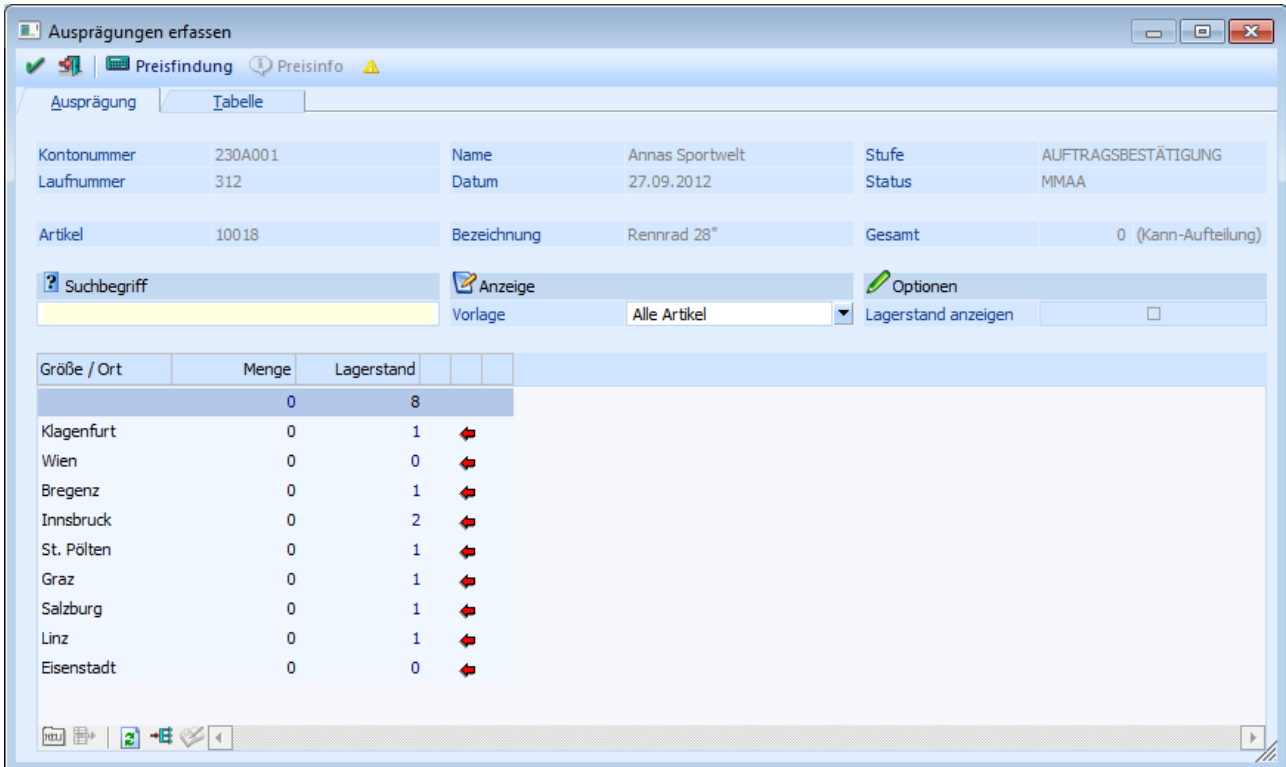 Ausprägungen erfassen
Preisfindung Preisinfo
Ausprägung Tabelle
Kontonummer 230A001 Name Annas Sportwelt Stufe AUFTRAGSBESTÄTIGUNG
Laufnummer 312 Datum 27.09.2012 Status MMAA
Artikel 10018 Bezeichnung Rennrad 28" Gesamt 0 (Kann-Aufteilung)
? Suchbegriff Anzeige Optionen
Vorlage Alle Artikel Lagerstand anzeigen
Größe / Ort Menge Lagerstand
0 8
Klagenfurt 0 1
Wien 0 0
Bregenz 0 1
Innsbruck 0 2
St. Pölten 0 1
Graz 0 1
Salzburg 0 1
Linz 0 1
Eisenstadt 0 0
NEU